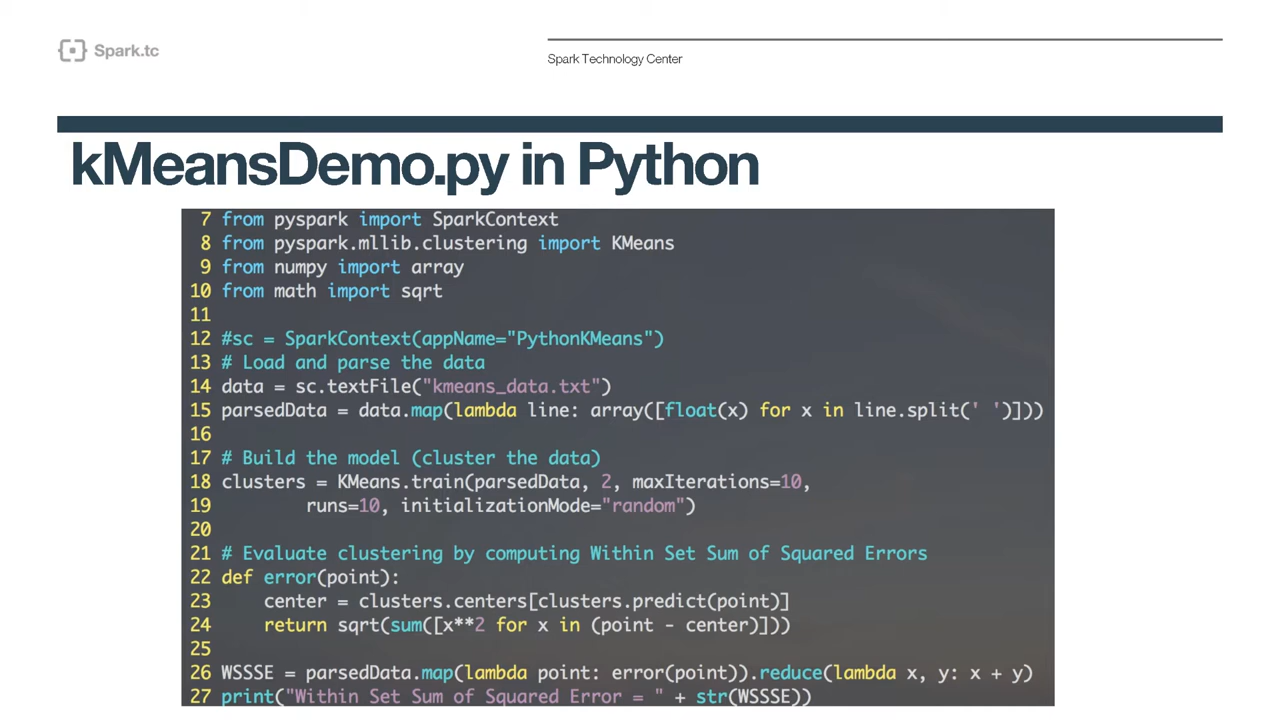 Spark.tc
Spark Technology Center
kMeansDemo.py in Python
7 from pyspark import SparkContext
8 from pyspark.mllib.clustering import KMeans
9 from numpy import array
10 from math import sqrt
11
12 #sc = SparkContext(appName="PythonKMeans")
13 # Load and parse the data
14 data = sc.textFile("kmeans_data.txt")
15 parsedData = data.map(lambda line: array([float(x) for x in line.split(' ')]))
16
17 # Build the model (cluster the data)
18 clusters = KMeans.train(parsedData, 2, maxIterations=10,
19         runs=10, initializationMode="random")
20
21 # Evaluate clustering by computing Within Set Sum of Squared Errors
22 def error(point):
23     center = clusters.centers[clusters.predict(point)]
24     return sqrt(sum([x**2 for x in (point - center)]))
25
26 WSSSE = parsedData.map(lambda point: error(point)).reduce(lambda x, y: x + y)
27 print("Within Set Sum of Squared Error = " + str(WSSSE))